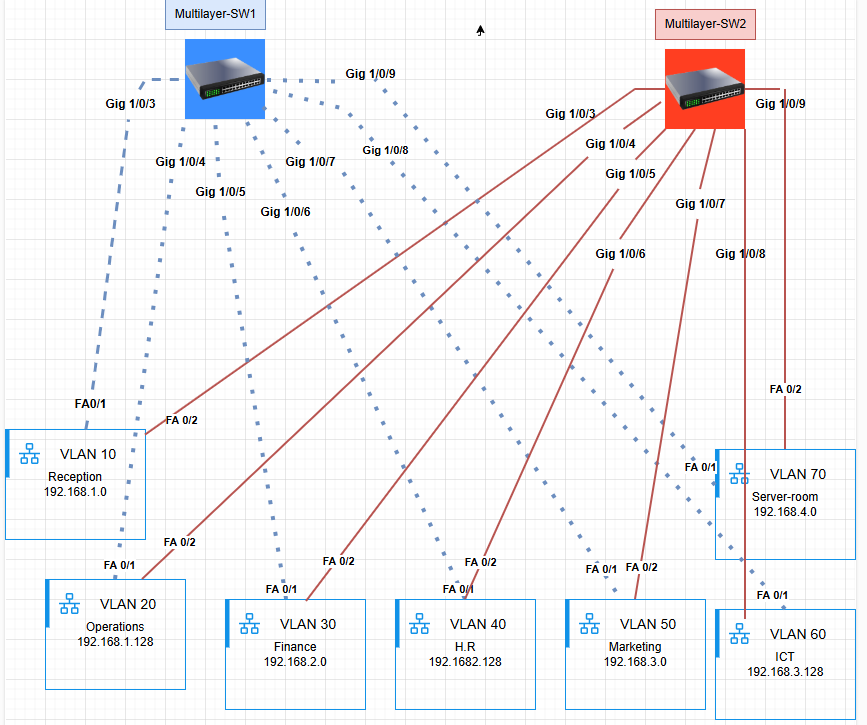 Multilayer-SW1
Multilayer-SW2
Gig 1/0/9
Gig 1/0/3
Gig 1/0/3
Gig 1/0/9
Gig 1/0/4
Gig 1/0/7
Gig 1/0/8
Gig 1/0/4
Gig 1/0/5
Gig 1/0/5
Gig 1/0/6
Gig 1/0/7
Gig 1/0/6
Gig 1/0/8
FA 0/2
FA0/1
FA 0/2
VLAN 10
Reception
192.168.1.0
FA 0/1
VLAN 70
Server-room
192.168.4.0
FA 0/2
FA 0/1
FA 0/2
FA 0/1
FA 0/2
FA 0/1
FA 0/1
FA 0/2
FA 0/1
VLAN 20
Operations
192.168.1.128
VLAN 30
Finance
192.168.2.0
VLAN 40
H.R
192.1682.128
VLAN 50
Marketing
192.168.3.0
VLAN 60
ICT
192.168.3.128